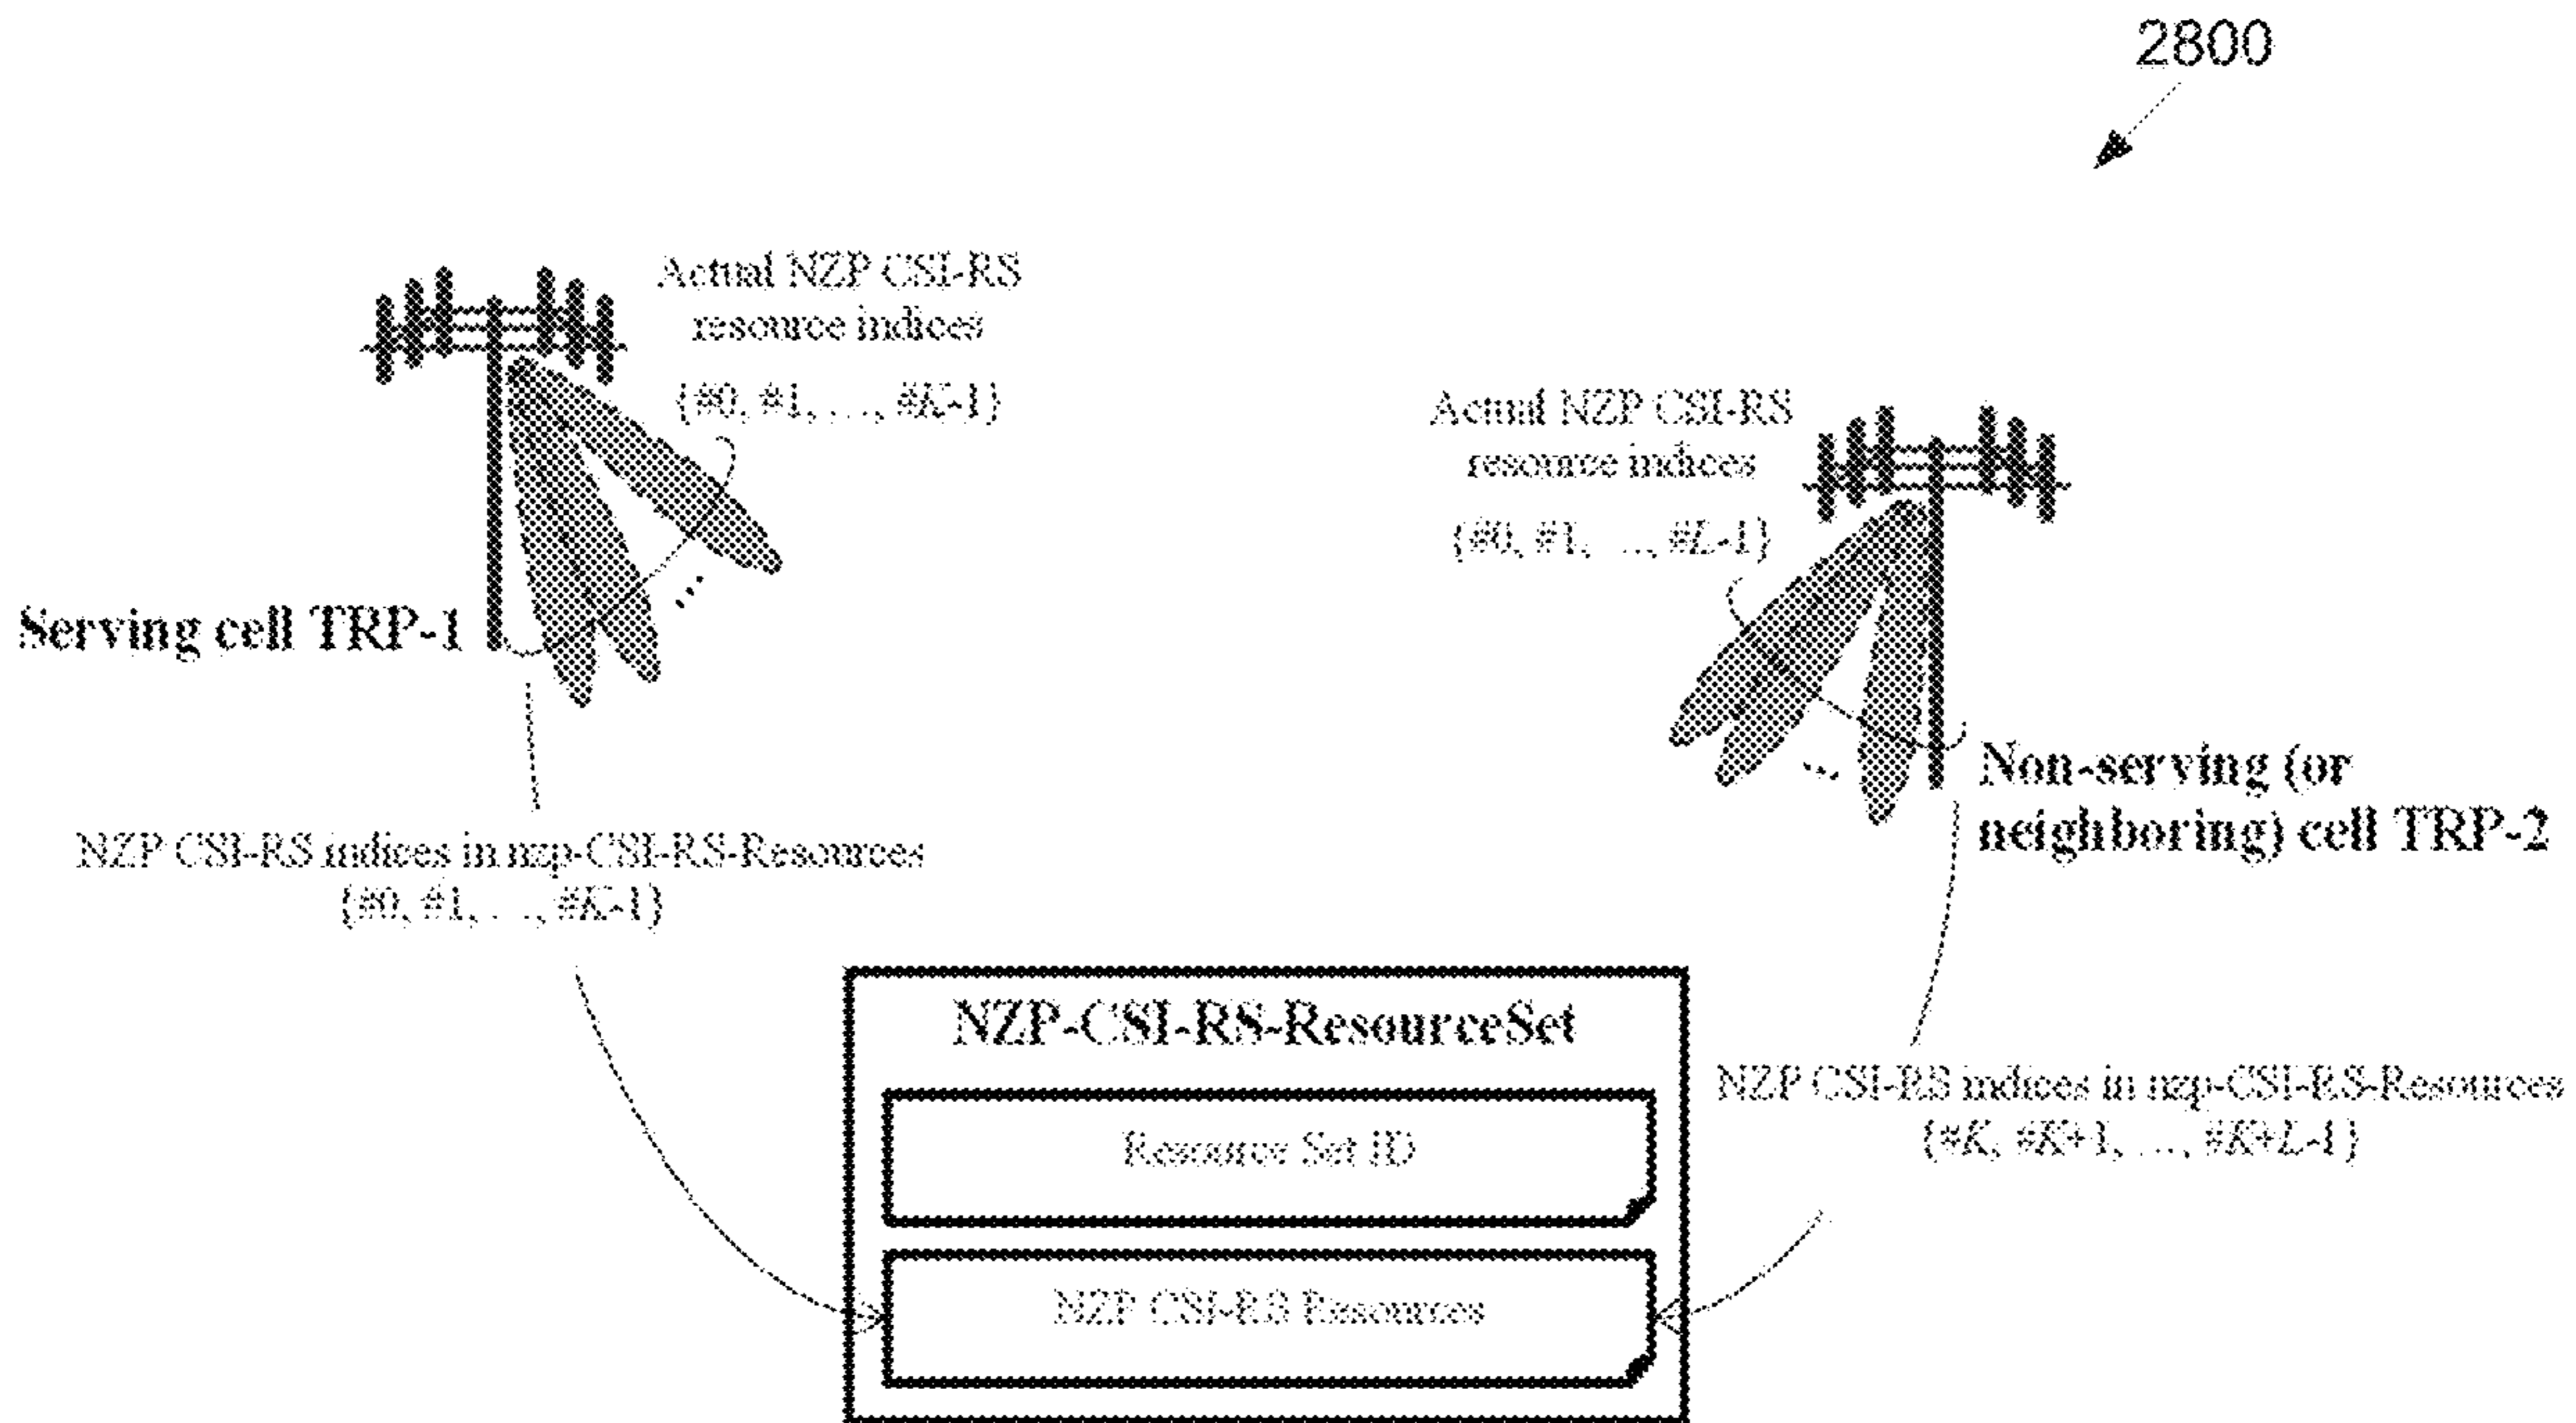 2800
Actual NZP CSI-RS
resource indices
{#0, #1, ..., #K-1}
Actual NZP CSI-RS
resource indices
{#0, #1, ..., #L-1}
Serving cell TRP-1
Non-serving (or
neighboring) cell TRP-2
NZP CSI-RS indices in nzp-CSI-RS-Resources
{#0, #1, ..., #K-1}
NZP-CSI-RS-ResourceSet
Resource Set ID
NZP CSI-RS Resources
NZP CSI-RS indices in nzp-CSI-RS-Resources
{#K, #K+1, ..., #K+L-1}